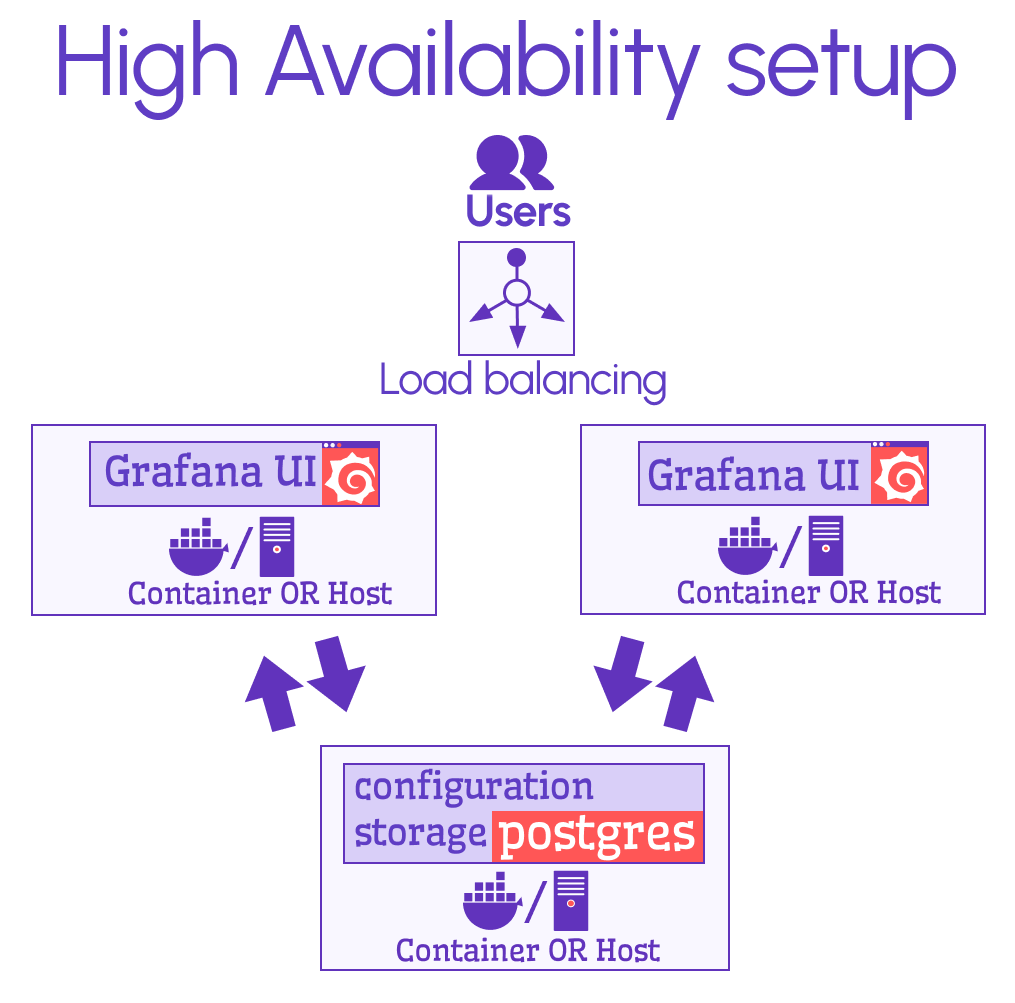 High Availability setup
Users
Load balancing
Grafana UI
Container OR Host
Grafana UI
Container OR Host
configuration
storage postgres
Container OR Host